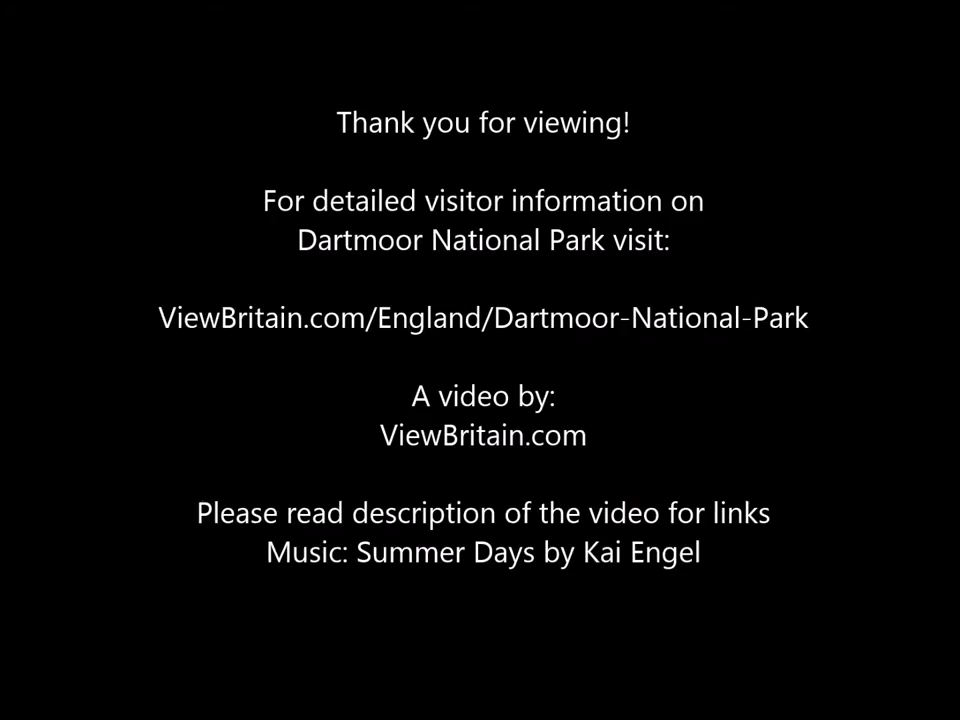 Thank you for viewing!
For detailed visitor information on
Dartmoor National Park visit:
ViewBritain.com/England/Dartmoor-National-Park
A video by:
ViewBritain.com
Please read description of the video for links
Music: Summer Days by Kai Engel